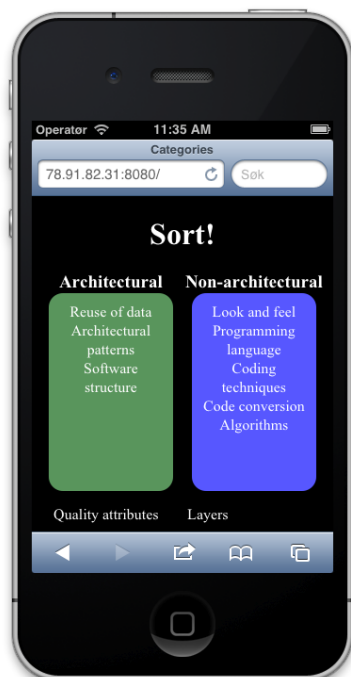 Operatør 11:35 AM
Categories
78.91.82.31:8080/ Søk
Sort!
Architectural Non-architectural
Reuse of data
Architectural
patterns
Software
structure
Look and feel
Programming
language
Coding
techniques
Code conversion
Algorithms
Quality attributes Layers